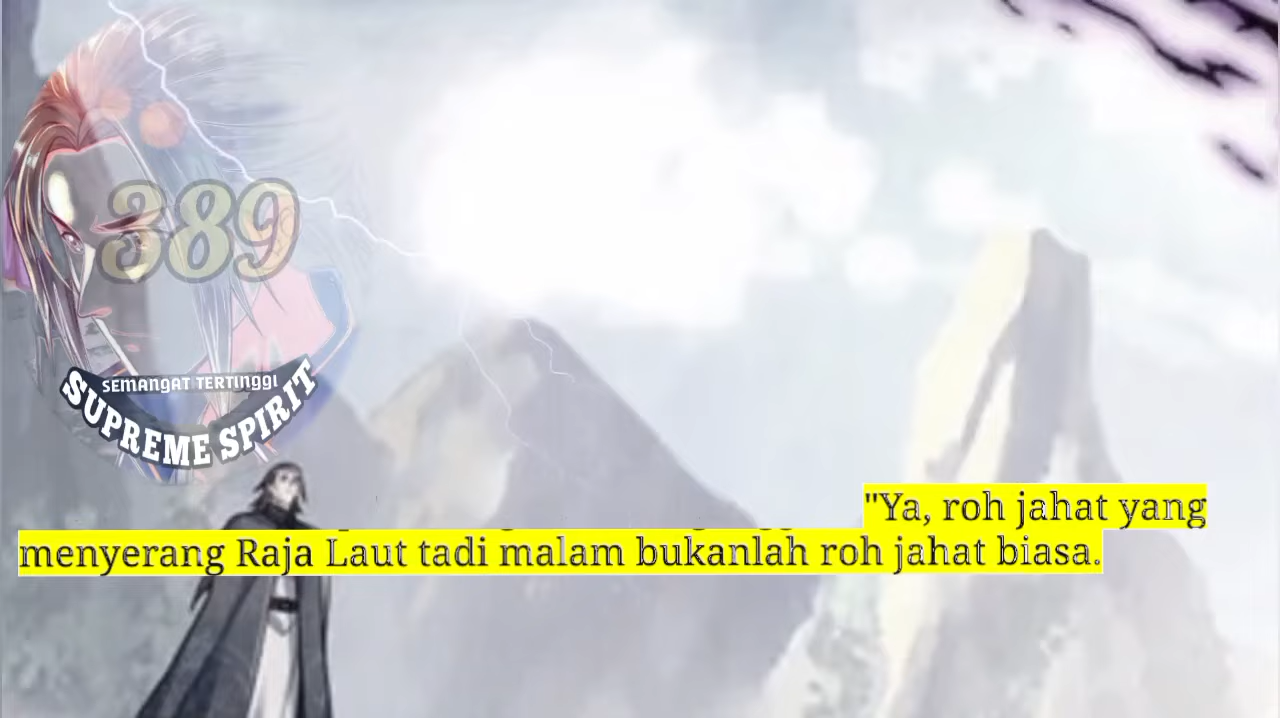 389
SEMANGAT TERTINGGI
SUPREME SPIRIT
"Ya, roh jahat yang
menyerang Raja Laut tadi malam bukanlah roh jahat biasa.